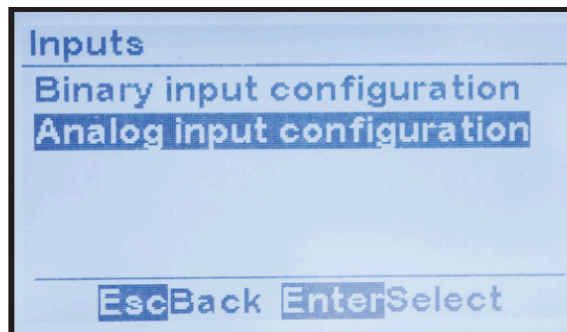 Inputs
Binary input configuration
Analog input configuration
EscBack EnterSelect